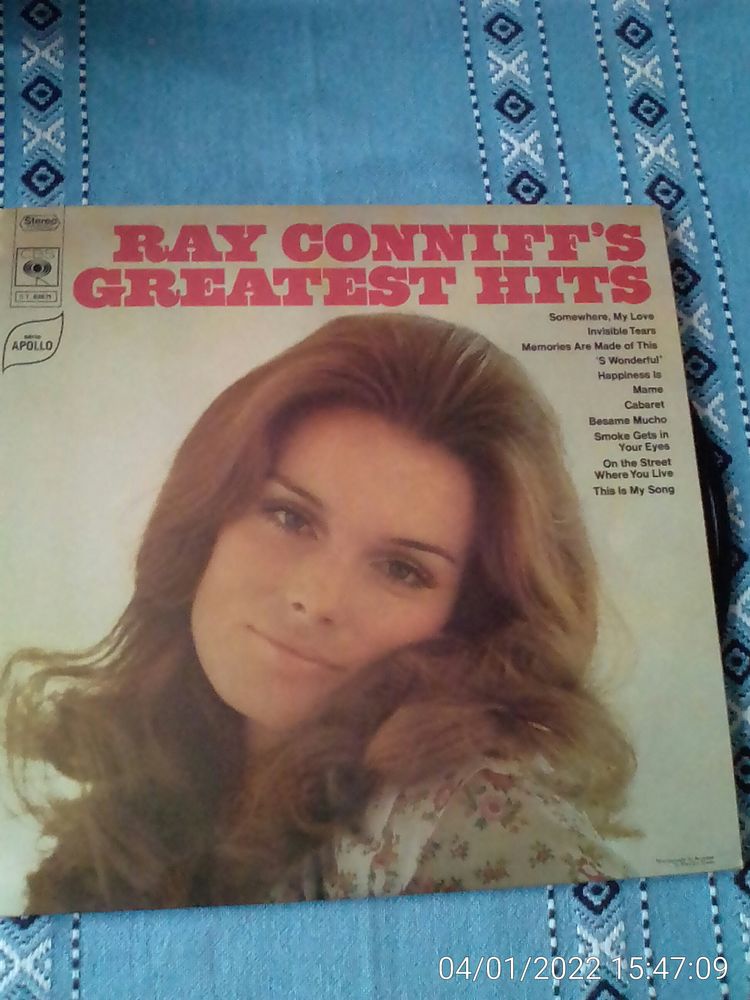 Stereo
CBS
RAY CONNIFF'S
GREATEST HITS
série
APOLLO
Somewhere, My Love
Invisible Tears
Memories Are Made of This
'S Wonderful'
Happiness Is
Mame
Cabaret
Besame Mucho
Smoke Gets in
Your Eyes
On the Street
Where You Live
This Is My Song
04/01/2022 15:47:09